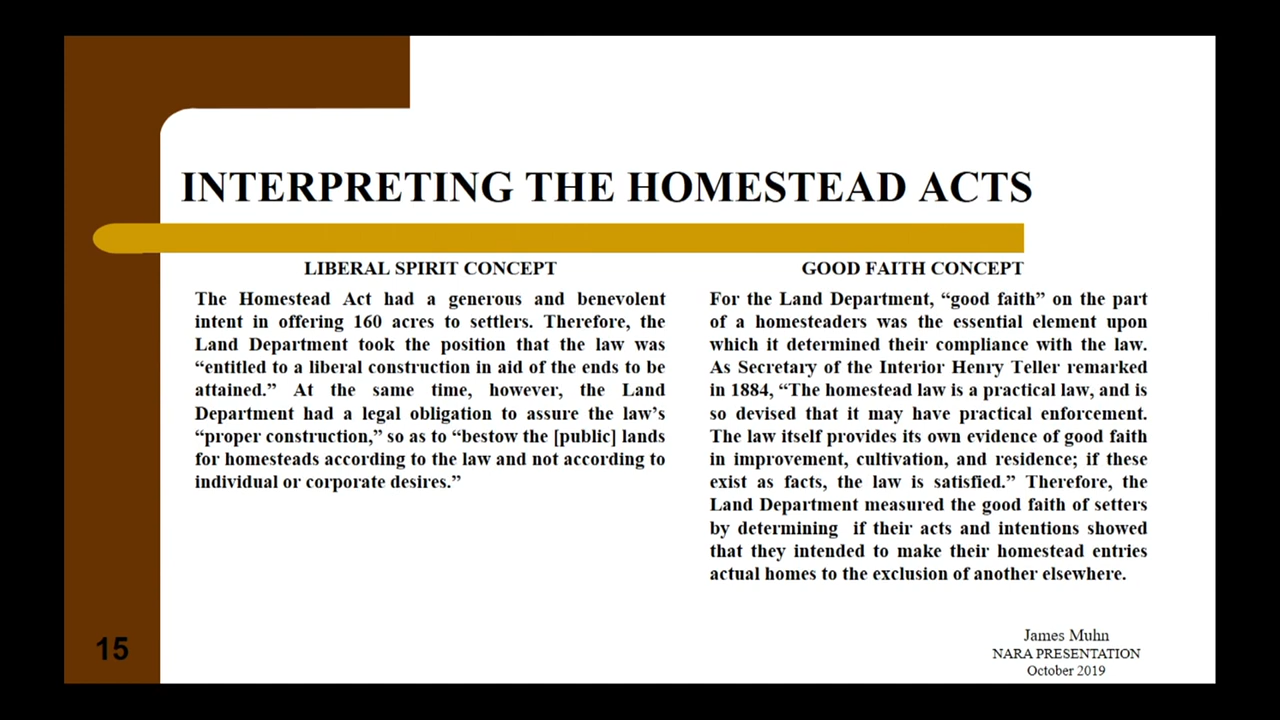 INTERPRETING THE HOMESTEAD ACTS
LIBERAL SPIRIT CONCEPT
The Homestead Act had a generous and benevolent
intent in offering 160 acres to settlers. Therefore, the
Land Department took the position that the law was
“entitled to a liberal construction in aid of the ends to be
attained.” At the same time, however, the Land
Department had a legal obligation to assure the law’s
“proper construction,” so as to “bestow the [public] lands
for homesteads according to the law and not according to
individual or corporate desires.”
GOOD FAITH CONCEPT
For the Land Department, “good faith” on the part
of a homesteaders was the essential element upon
which it determined their compliance with the law.
As Secretary of the Interior Henry Teller remarked
in 1884, “The homestead law is a practical law, and is
so devised that it may have practical enforcement.
The law itself provides its own evidence of good faith
in improvement, cultivation, and residence; if these
exist as facts, the law is satisfied.” Therefore, the
Land Department measured the good faith of setters
by determining if their acts and intentions showed
that they intended to make their homestead entries
actual homes to the exclusion of another elsewhere.
15
James Muhn
NARA PRESENTATION
October 2019